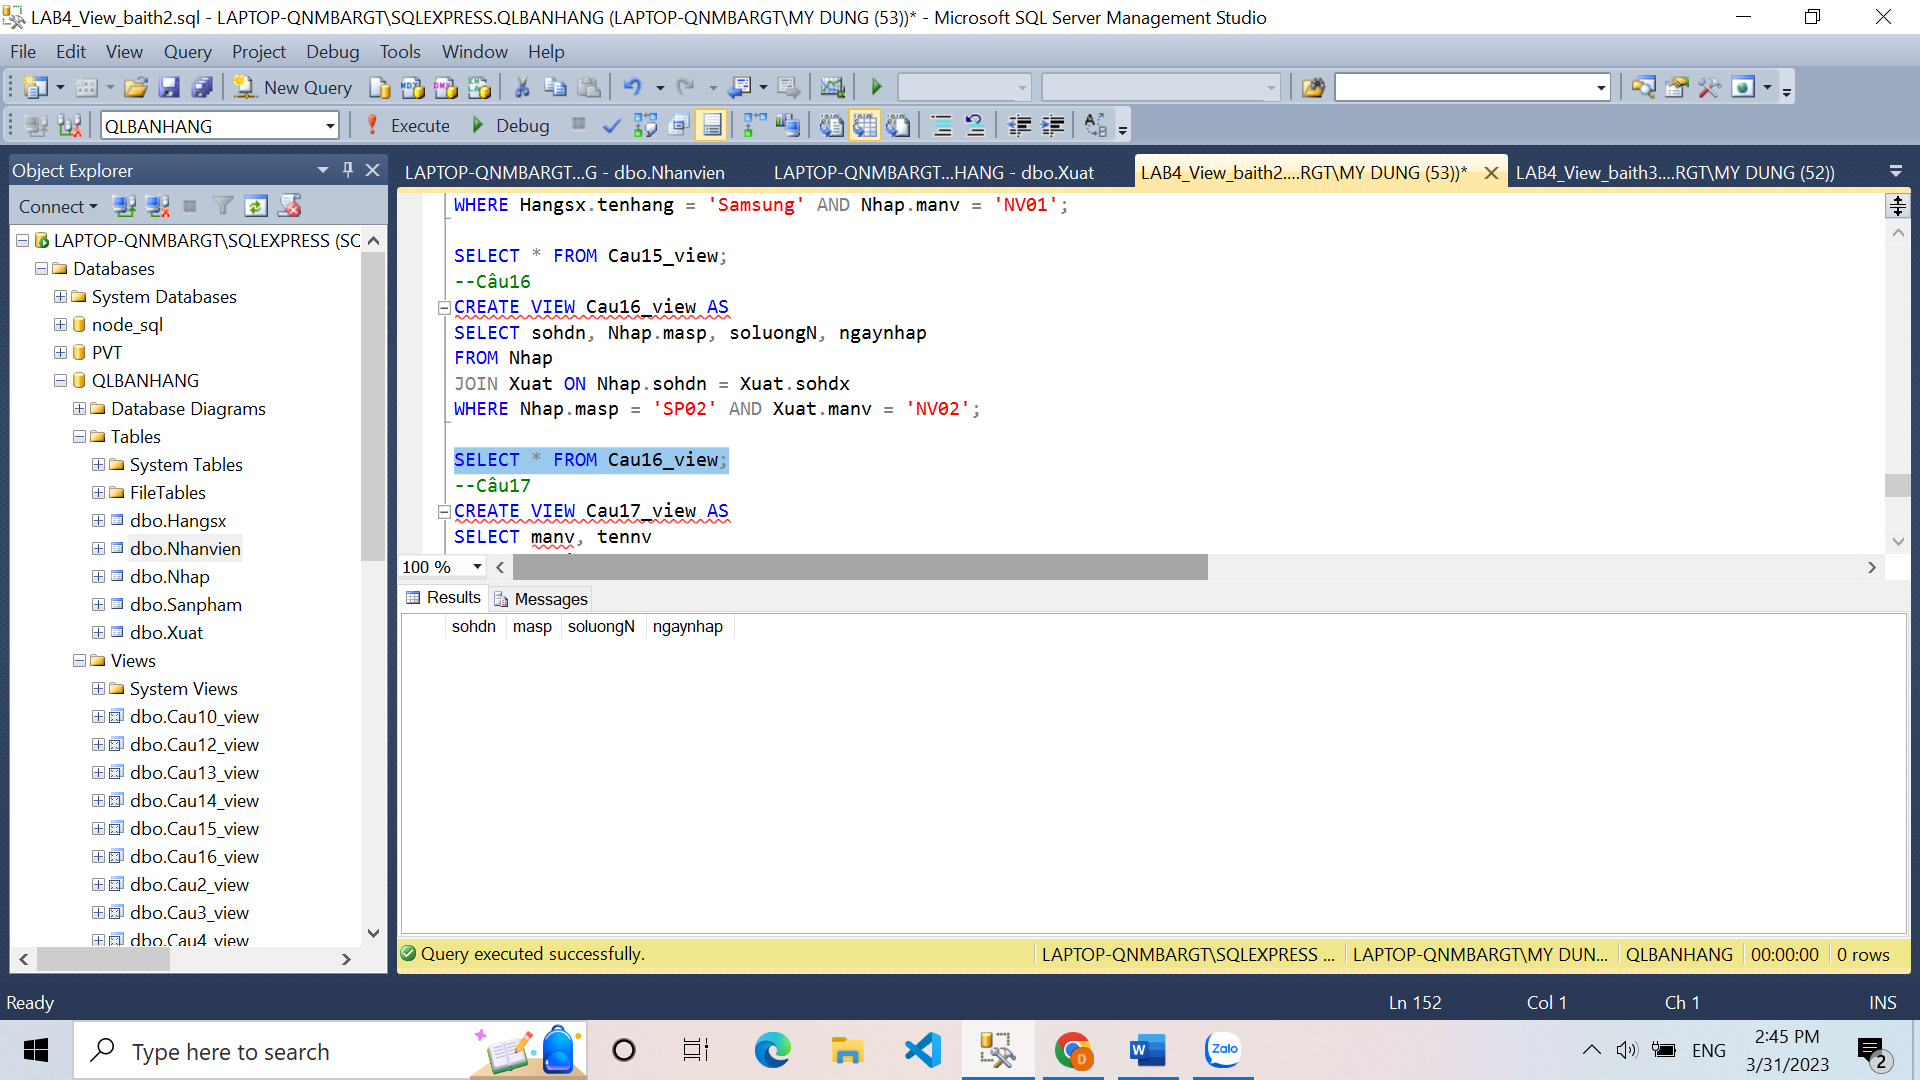 LAB4_View_baith2.sql - LAPTOP-QNMBARGT\SQLEXPRESS.QLBANHANG (LAPTOP-QNMBARGT\MY DUNG (53))* - Microsoft SQL Server Management Studio
File Edit View Query Project Debug Tools Window Help
New Query
QLBANHANG
Execute
Debug
Object Explorer
Connect
LAPTOP-QNMBARGT\SQLEXPRESS (SC
Databases
System Databases
node_sql
PVT
QLBANHANG
Database Diagrams
Tables
System Tables
FileTables
dbo.Hangsx
dbo.Nhanvien
dbo.Nhap
dbo.Sanpham
dbo.Xuat
Views
System Views
dbo.Cau10_view
dbo.Cau12_view
dbo.Cau13_view
dbo.Cau14_view
dbo.Cau15_view
dbo.Cau16_view
dbo.Cau2_view
dbo.Cau3_view
dbo.Cau4_view
LAPTOP-QNMBARGT...G - dbo.Nhanvien
LAPTOP-QNMBARGT...HANG - dbo.Xuat
LAB4_View_baith2....RGT\MY DUNG (53))*
LAB4_View_baith3....RGT\MY DUNG (52))
WHERE Hangsx.tenhang = 'Samsung' AND Nhap.manv = 'NV01';
SELECT * FROM Cau15_view;
--Câu16
CREATE VIEW Cau16_view AS
SELECT sohdn, Nhap.masp, soluongN, ngaynhap
FROM Nhap
JOIN Xuat ON Nhap.sohdn = Xuat.sohdx
WHERE Nhap.masp = 'SP02' AND Xuat.manv = 'NV02';
SELECT * FROM Cau16_view;
--Câu17
CREATE VIEW Cau17_view AS
SELECT manv, tennv
100 %
Results Messages
sohdn masp soluongN ngaynhap
Query executed successfully.
LAPTOP-QNMBARGT\SQLEXPRESS ...
LAPTOP-QNMBARGT\MY DUN...
QLBANHANG
00:00:00
0 rows
Ready
Ln 152
Col 1
Ch 1
INS
Type here to search
Zalo
ENG
2:45 PM
3/31/2023
2